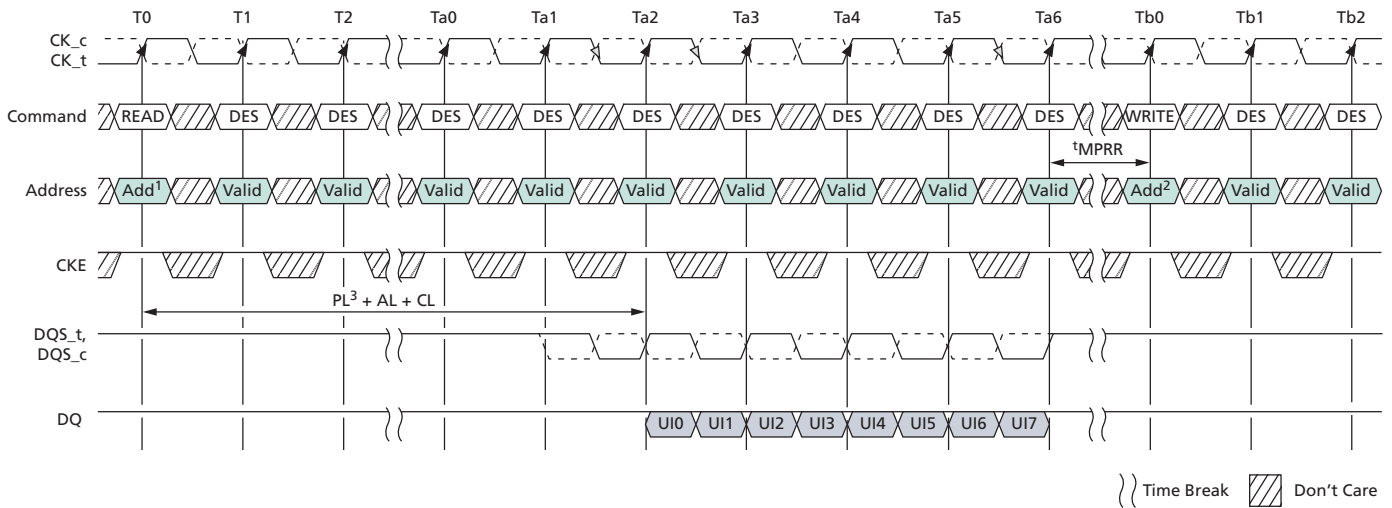 T0 T1 T2 Ta0 Ta1 Ta2 Ta3 Ta4 Ta5 Ta6 Tb0 Tb1 Tb2
CK_c
CK_t
Command READ DES DES DES DES DES DES DES DES DES WRITE DES DES
tMPRR
Address Add1 Valid Valid Valid Valid Valid Valid Valid Valid Valid Add2 Valid Valid
CKE
PL3 + AL + CL
DQS_t,
DQS_c
DQ UI0 UI1 UI2 UI3 UI4 UI5 UI6 UI7
Time Break Don't Care